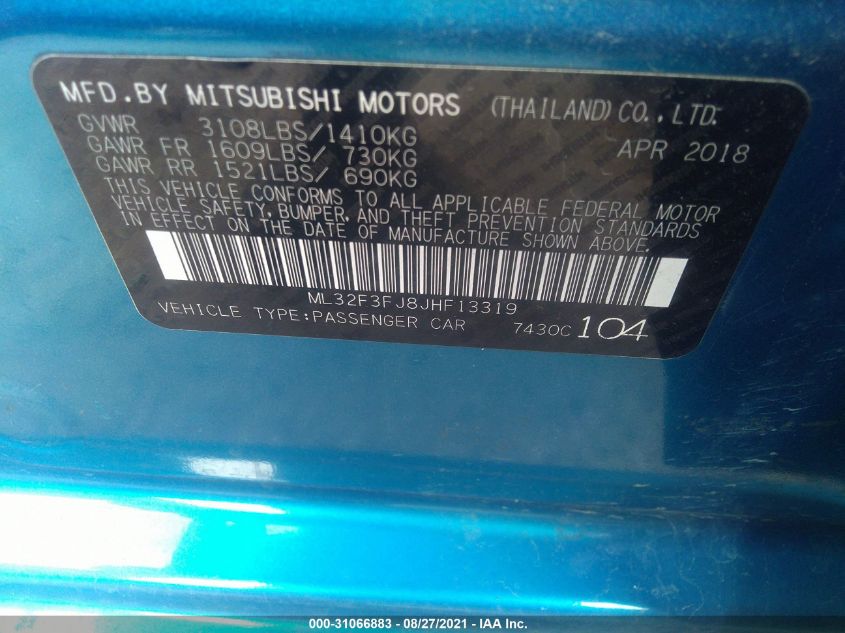 MFD.BY MITSUBISHI MOTORS (THAILAND)CO.,LTD.
GVWR 3108LBS/1410KG APR 2018
GAWR FR 1609LBS/ 730KG
GAWR RR 1521LBS/ 690KG
THIS VEHICLE CONFORMS TO ALL APPLICABLE FEDERAL MOTOR
VEHICLE SAFETY, BUMPER, AND THEFT PREVENTION STANDARDS
IN EFFECT ON THE DATE OF MANUFACTURE SHOWN ABOVE.
ML32F3FJ8JHF13319
VEHICLE TYPE:PASSENGER CAR 7430C 104
000-31066883 - 08/27/2021 - IAA Inc.